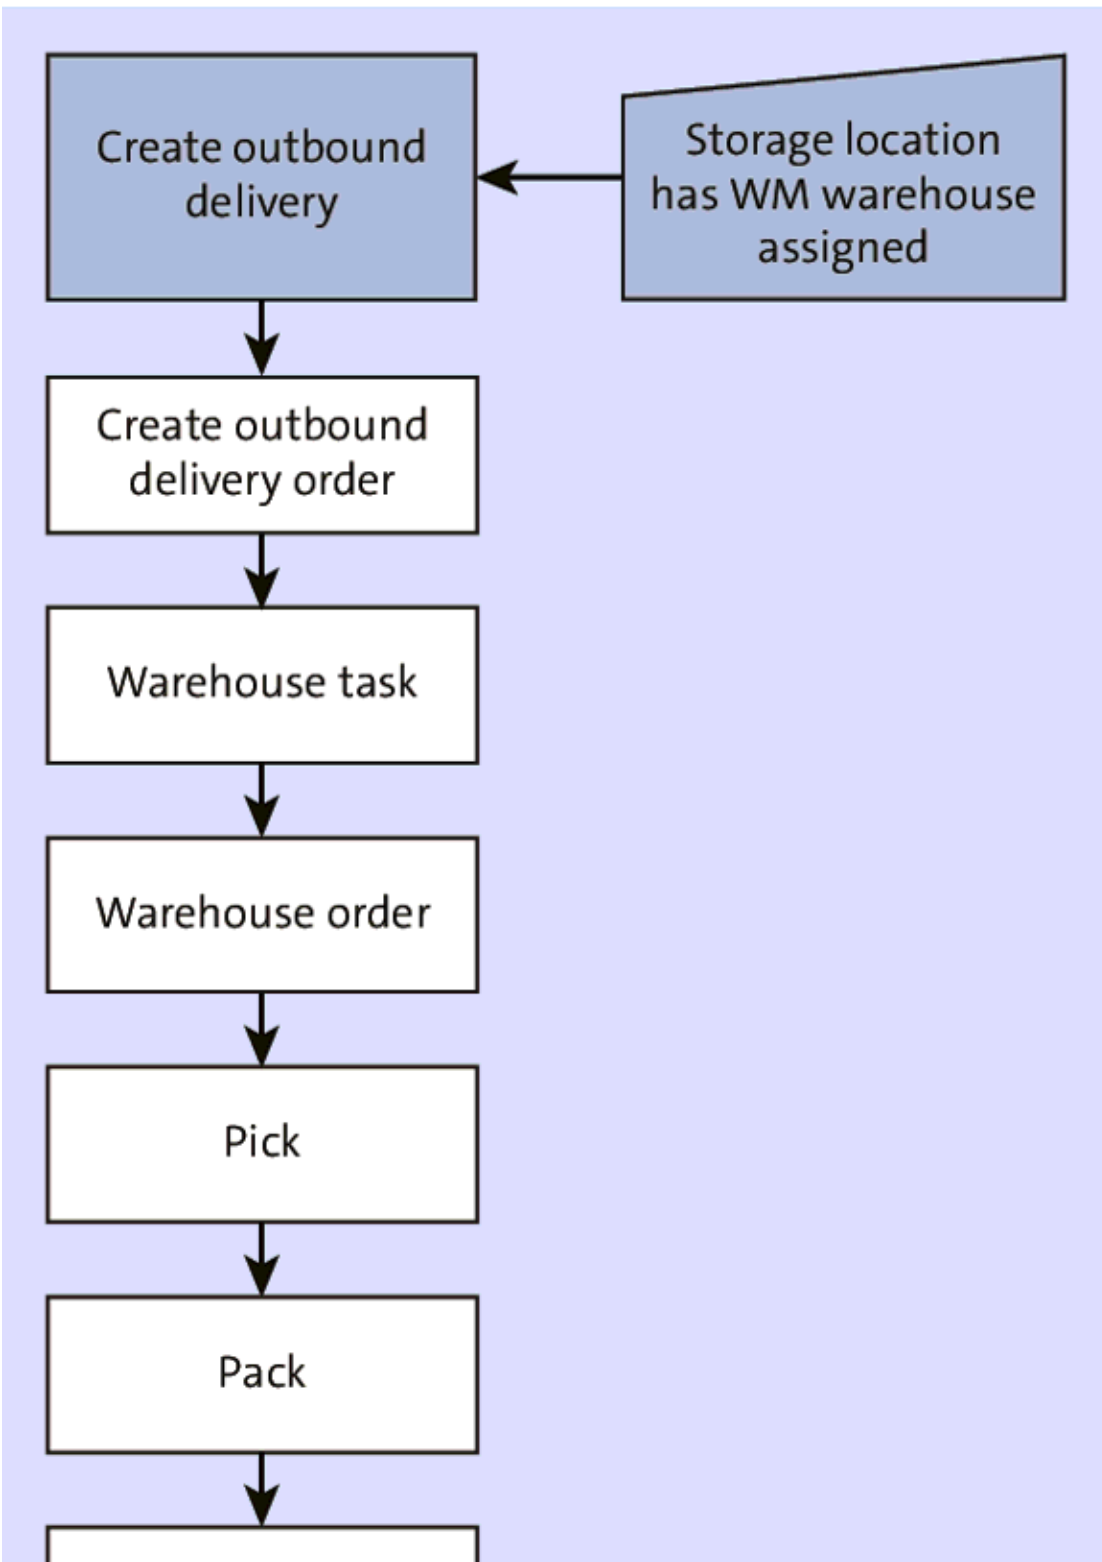 Create outbound
delivery
Storage location
has WM warehouse
assigned
Create outbound
delivery order
Warehouse task
Warehouse order
Pick
Pack